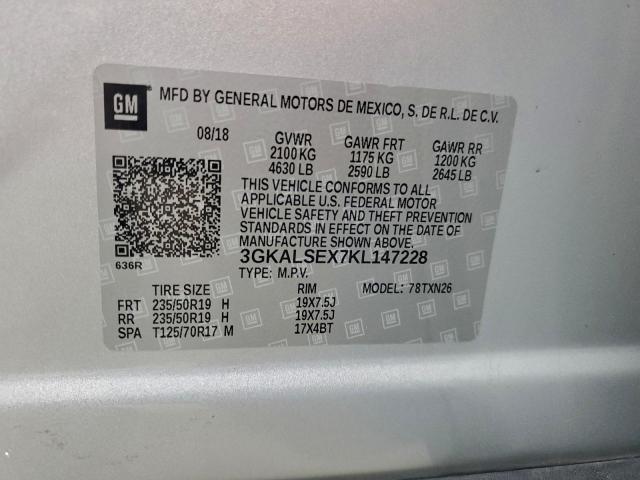 GM
MFD BY GENERAL MOTORS DE MEXICO, S. DE R.L. DE C.V.
08/18 GVWR GAWR FRT GAWR RR
2100 KG 1175 KG 1200 KG
4630 LB 2590 LB 2645 LB
THIS VEHICLE CONFORMS TO ALL
APPLICABLE U.S. FEDERAL MOTOR
VEHICLE SAFETY AND THEFT PREVENTION
STANDARDS IN EFFECT ON THE DATE OF
MANUFACTURE SHOWN ABOVE.
636R
3GKALSEX7KL147228
TYPE: M.P.V. MODEL: 78TXN26
TIRE SIZE RIM
FRT 235/50R19 H 19X7.5J
RR 235/50R19 H 19X7.5J
SPA T125/70R17 M 17X4BT